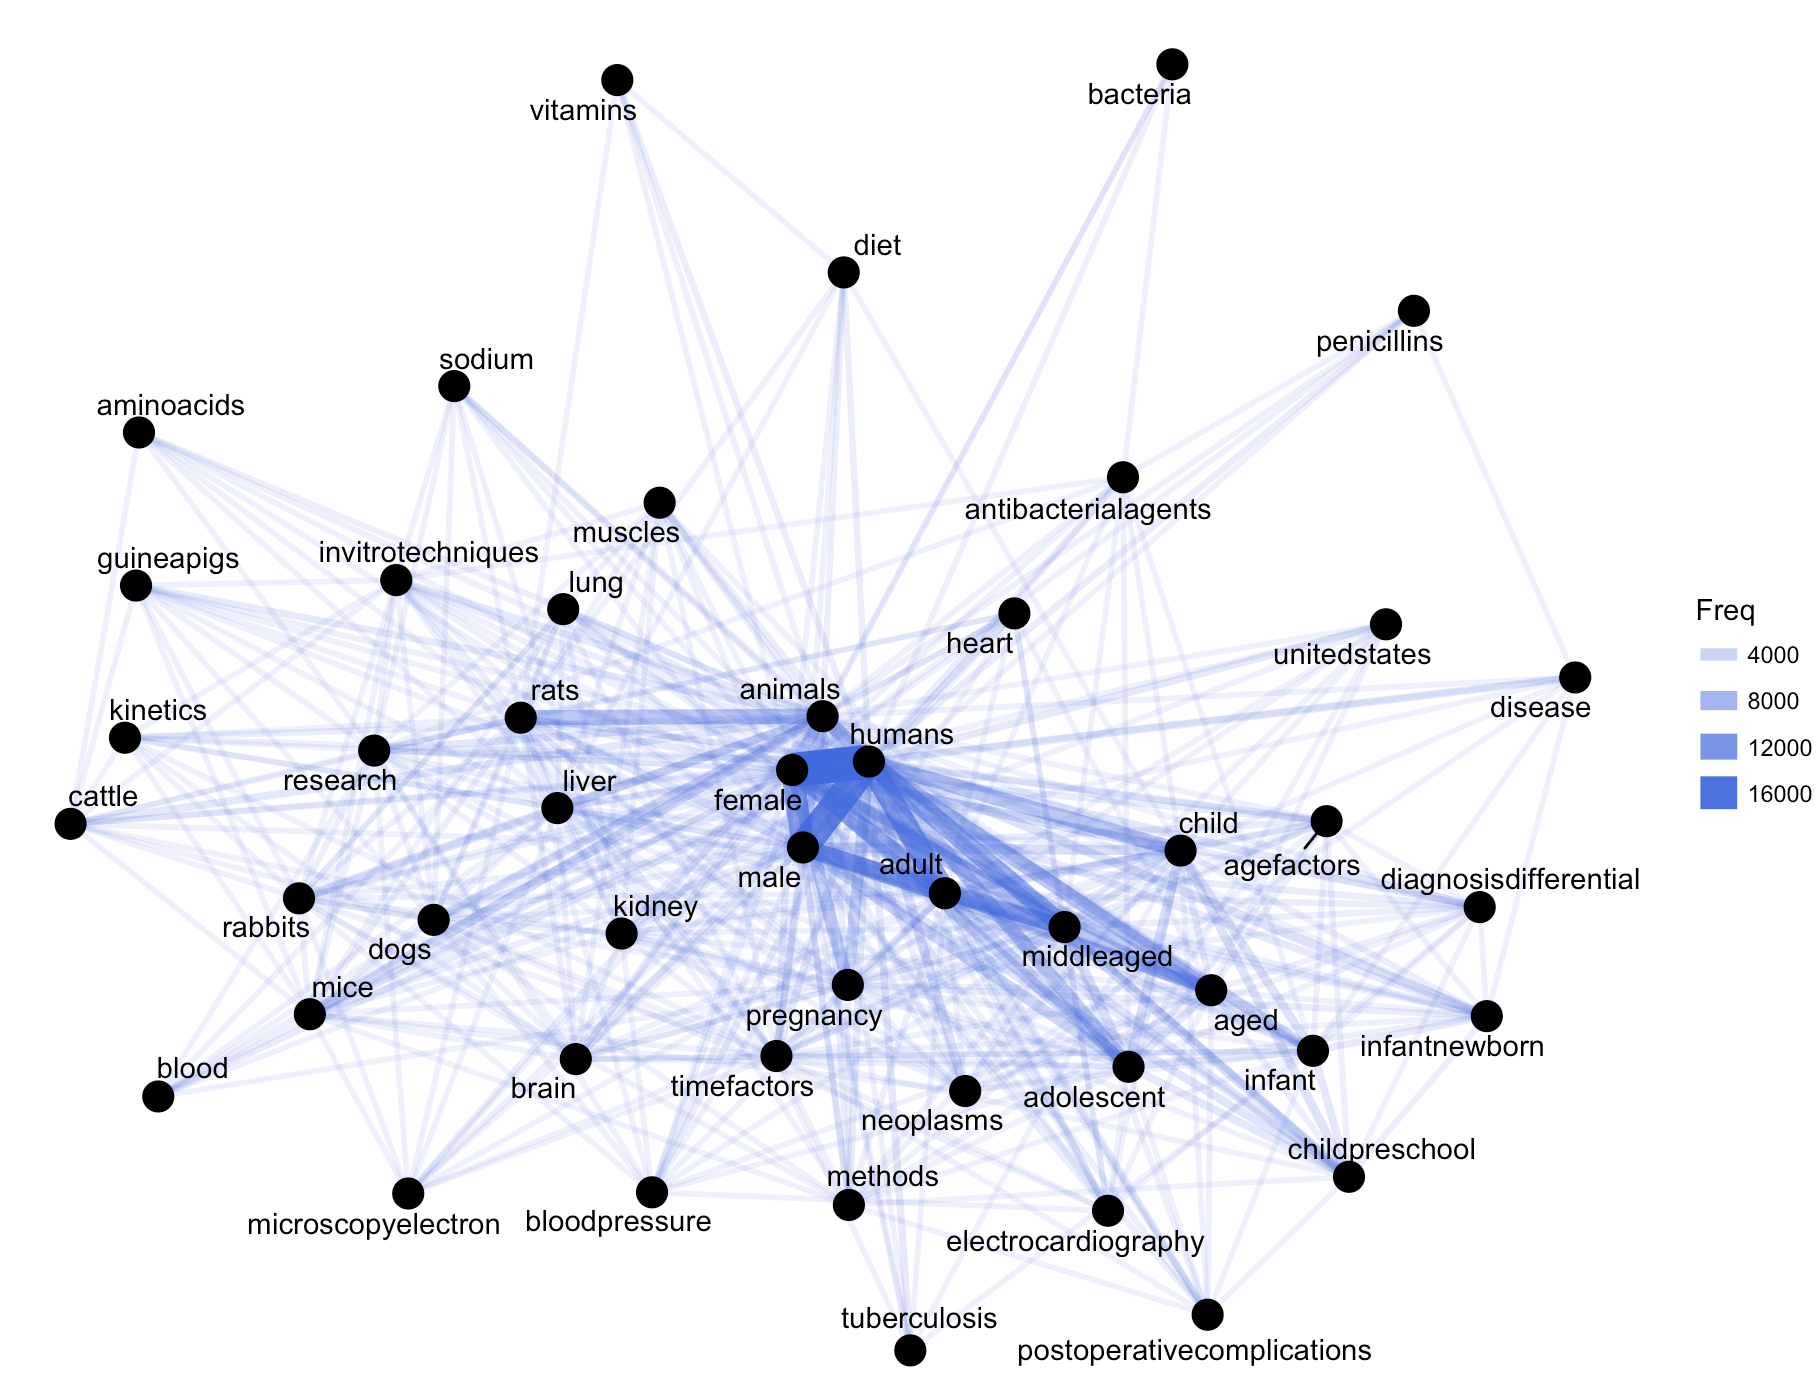 bacteria
vitamins
diet
penicillins
sodium
aminoacids
antibacterialagents
muscles
invitrotechniques
guineapigs
lung
Freq
heart
unitedstates
4000
animals
rats
8000
disease
kinetics
humans
12000
research
liver
16000
cattle
female
child
agefactors
adult
male
diagnosisdifferential
kidney
rabbits
dogs
middleaged
mice
pregnancy
aged
infantnewborn
blood
infant
timefactors
brain
adolescent
neoplasms
childpreschool
methods
bloodpressure
microscopyelectron
electrocardiography
tuberculosis
postoperativecomplications